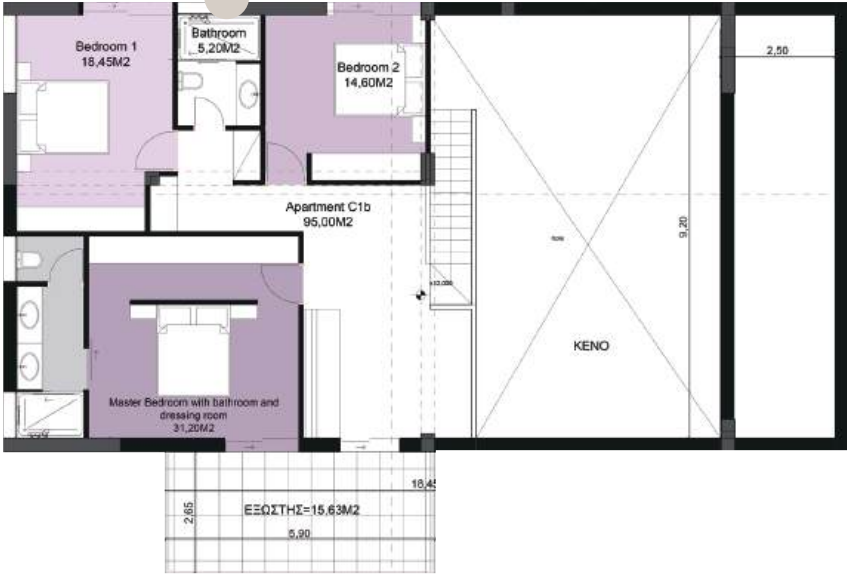 Bedroom 1
18,45M2
Bathroom
5,20M2
Bedroom 2
14,60M2
2,50
Apartment C1b
95,00M2
9,20
KENO
Master Bedroom with bathroom and
dressing room
31,20M2
18,45
2,65
ΕΞΩΣΤΗΣ=15,63M2
5,90